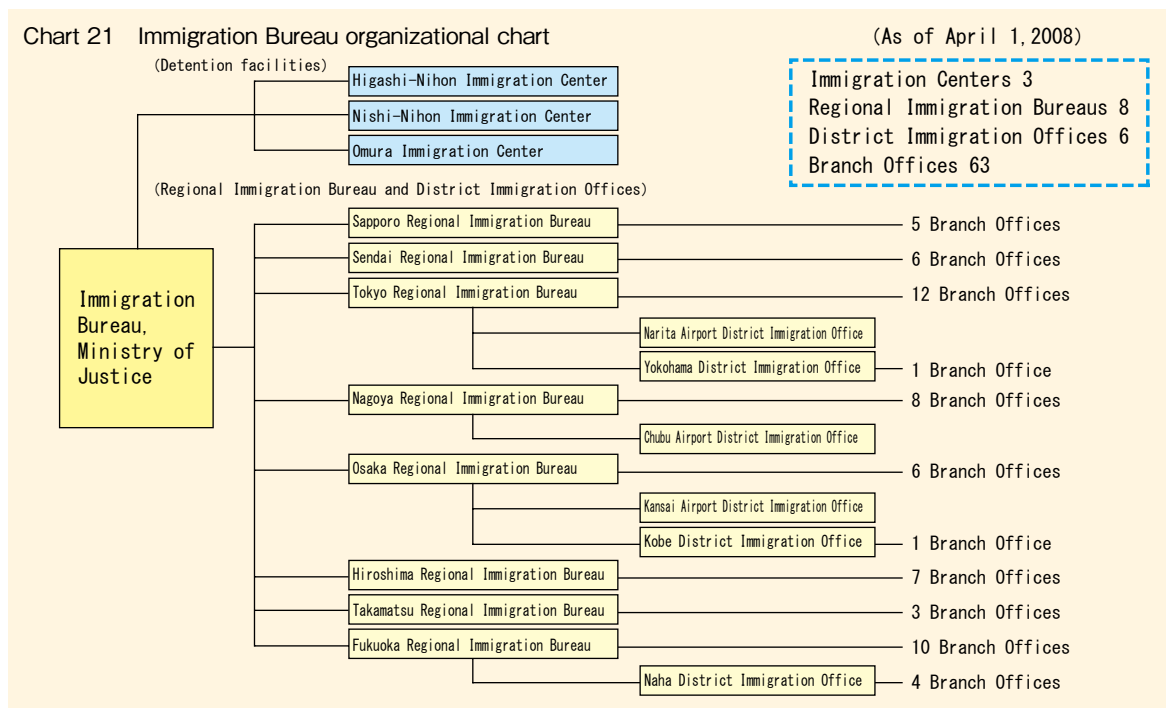 Chart 21 Immigration Bureau organizational chart
(As of April 1, 2008)
(Detention facilities)
Higashi-Nihon Immigration Center
Nishi-Nihon Immigration Center
Omura Immigration Center
Immigration Centers 3
Regional Immigration Bureaus 8
District Immigration Offices 6
Branch Offices 63
(Regional Immigration Bureau and District Immigration Offices)
Immigration
Bureau,
Ministry of
Justice
Sapporo Regional Immigration Bureau
5 Branch Offices
Sendai Regional Immigration Bureau
6 Branch Offices
Tokyo Regional Immigration Bureau
12 Branch Offices
Narita Airport District Immigration Office
Yokohama District Immigration Office
1 Branch Office
Nagoya Regional Immigration Bureau
8 Branch Offices
Chubu Airport District Immigration Office
Osaka Regional Immigration Bureau
6 Branch Offices
Kansai Airport District Immigration Office
Kobe District Immigration Office
1 Branch Office
Hiroshima Regional Immigration Bureau
7 Branch Offices
Takamatsu Regional Immigration Bureau
3 Branch Offices
Fukuoka Regional Immigration Bureau
10 Branch Offices
Naha District Immigration Office
4 Branch Offices